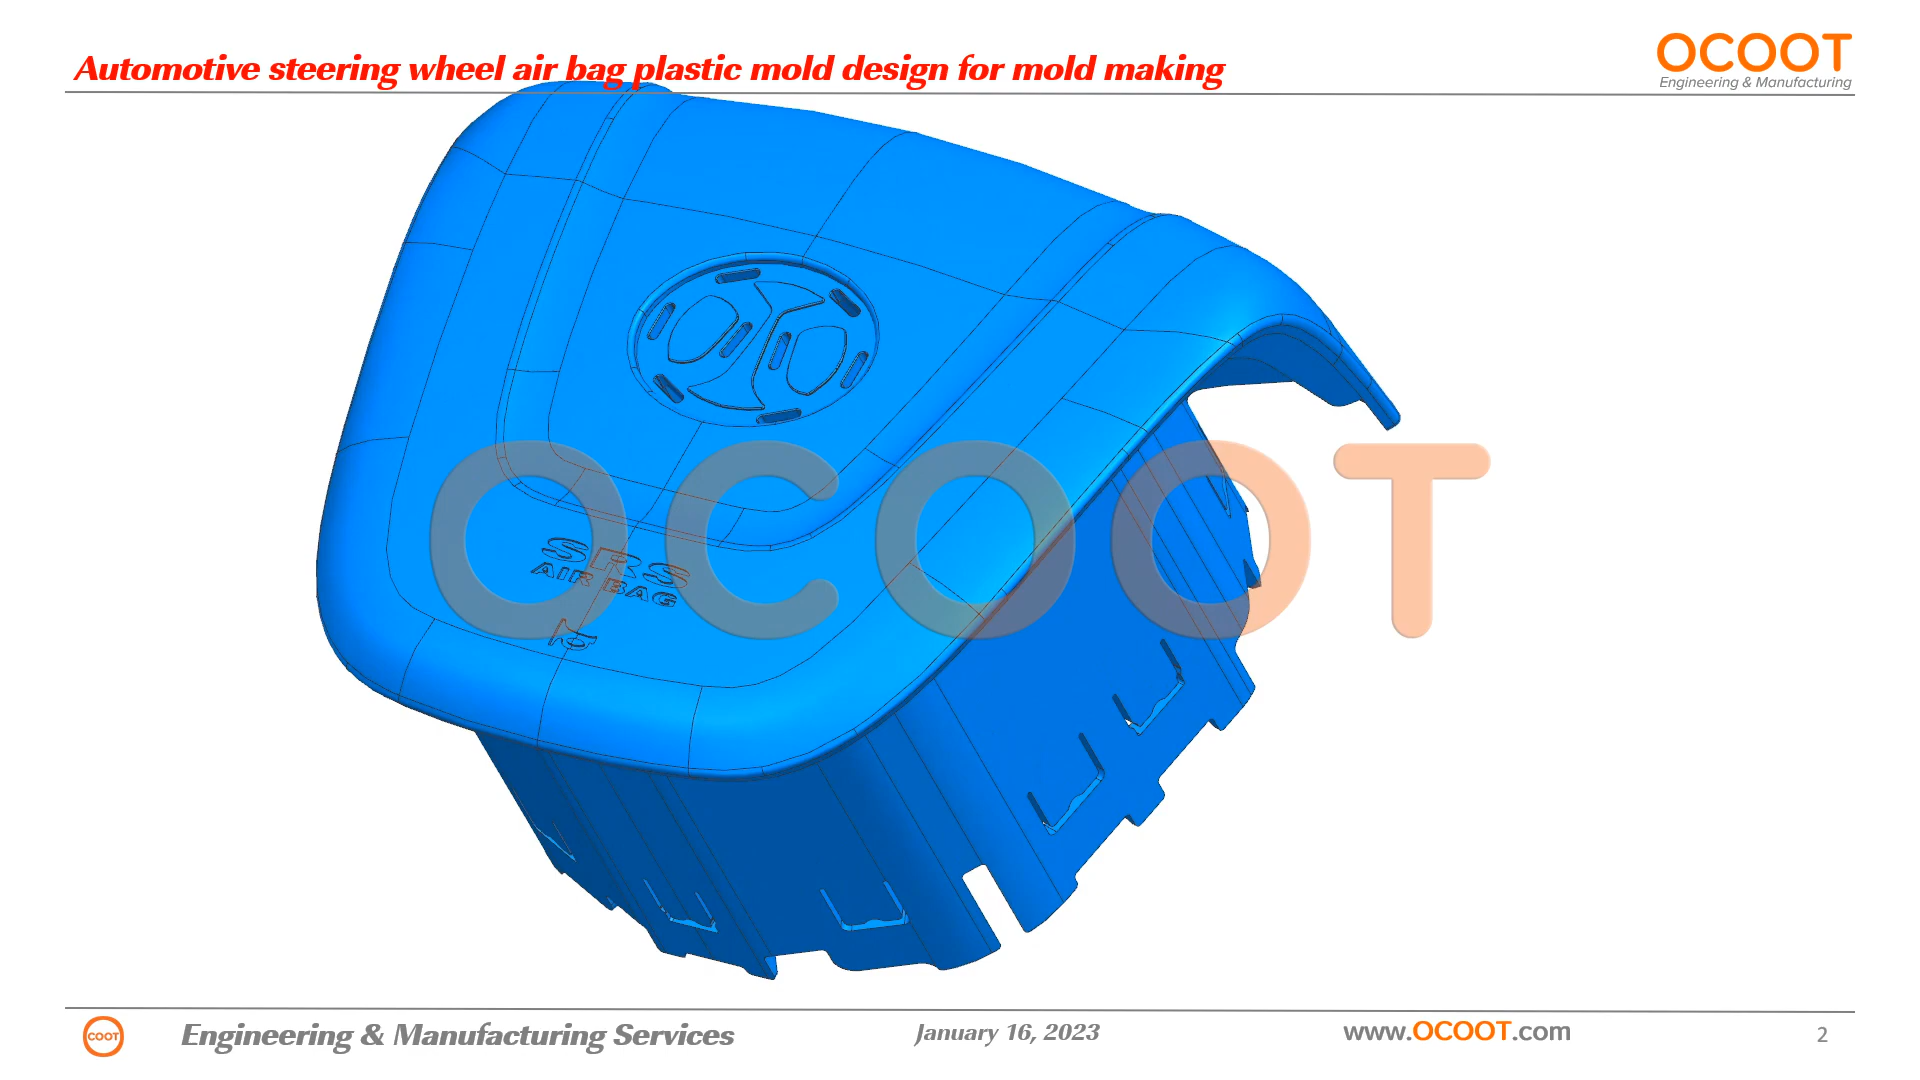 Automotive steering wheel air bag plastic mold design for mold making
OCOOT
Engineering & Manufacturing
OCOOT
SRS
AIR BAG
COOT
Engineering & Manufacturing Services
January 16, 2023
www.OCOOT.com
2